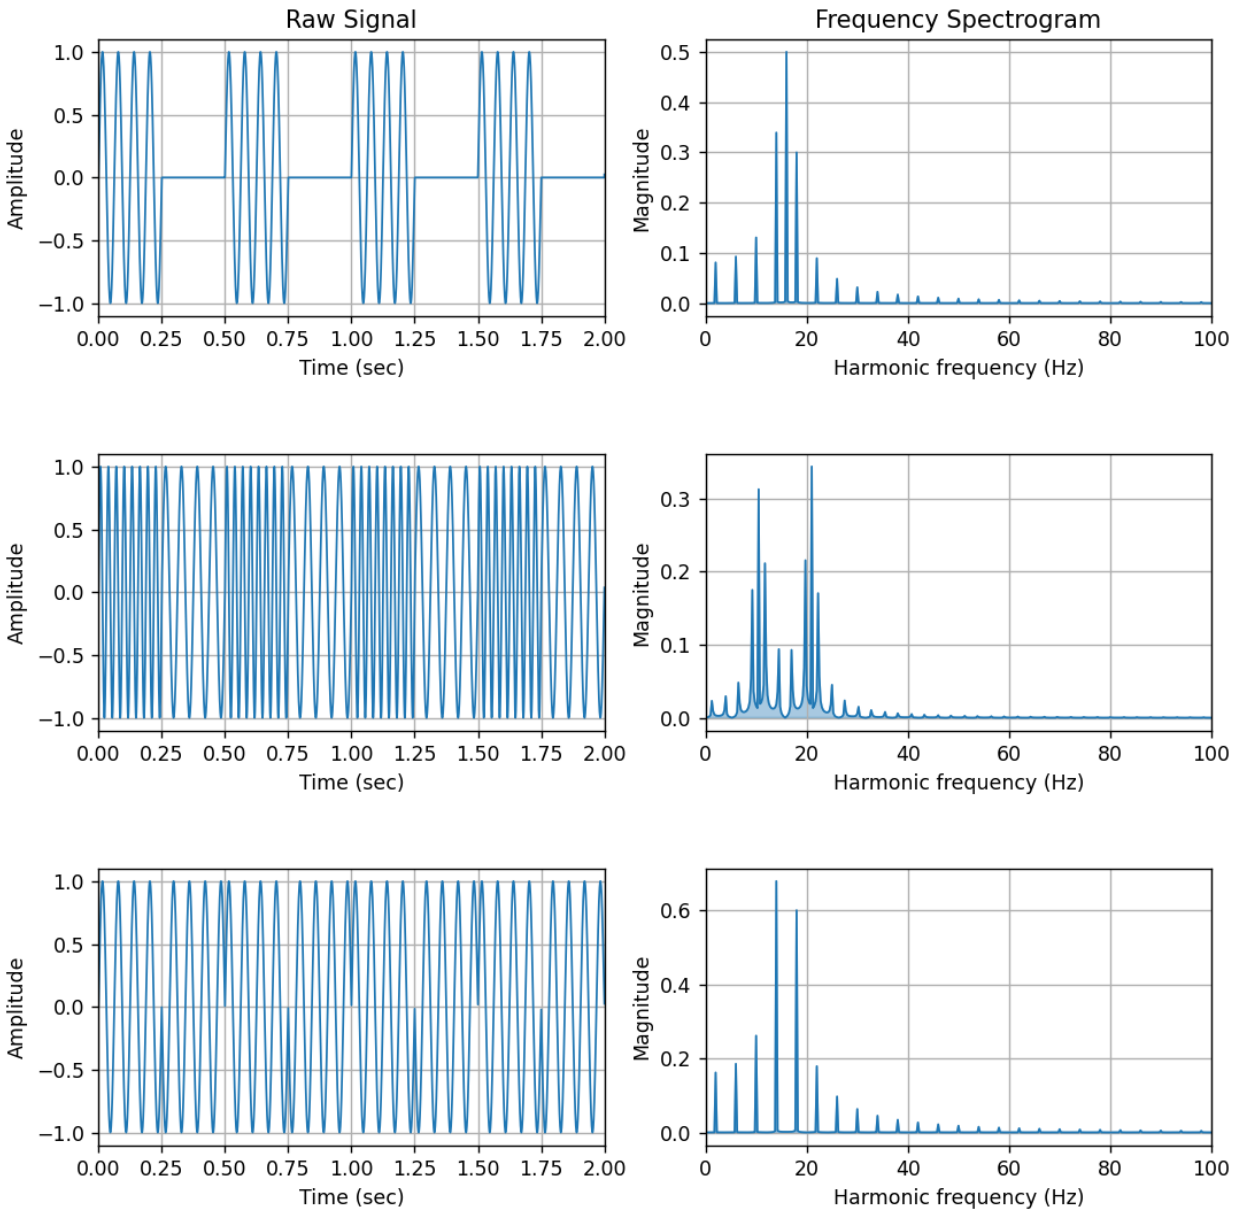 Raw Signal
Frequency Spectrogram
Amplitude
1.0
0.5
0.0
−0.5
−1.0
0.00 0.25 0.50 0.75 1.00 1.25 1.50 1.75 2.00
Time (sec)
Magnitude
0.5
0.4
0.3
0.2
0.1
0.0
0 20 40 60 80 100
Harmonic frequency (Hz)
Amplitude
1.0
0.5
0.0
−0.5
−1.0
0.00 0.25 0.50 0.75 1.00 1.25 1.50 1.75 2.00
Time (sec)
Magnitude
0.3
0.2
0.1
0.0
0 20 40 60 80 100
Harmonic frequency (Hz)
Amplitude
1.0
0.5
0.0
−0.5
−1.0
0.00 0.25 0.50 0.75 1.00 1.25 1.50 1.75 2.00
Time (sec)
Magnitude
0.6
0.4
0.2
0.0
0 20 40 60 80 100
Harmonic frequency (Hz)